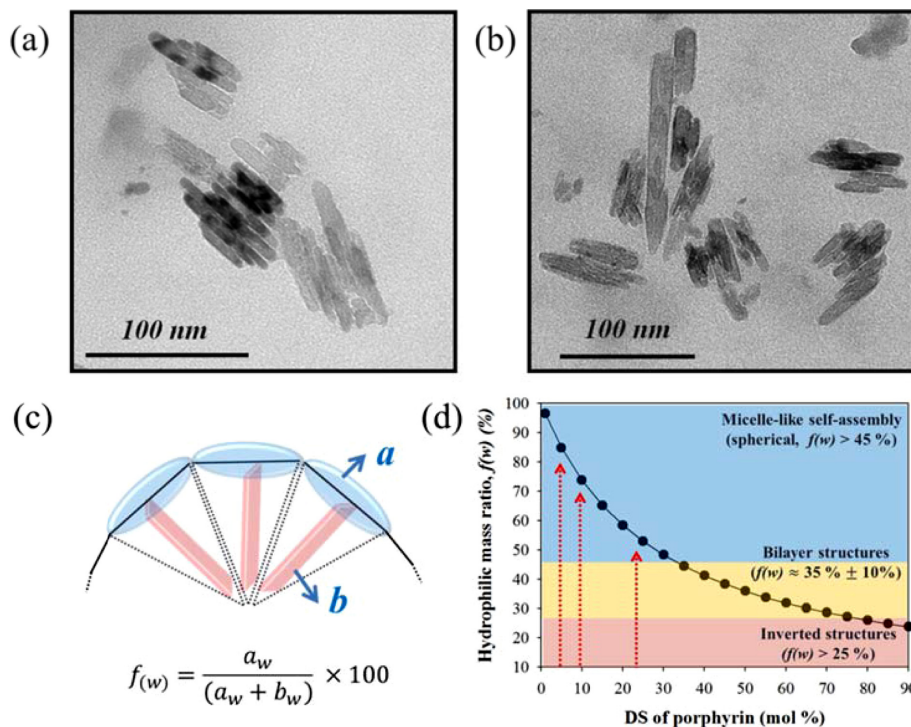 (a)
100 nm
(b)
100 nm
(c)
a
b
f(w) = aw / (aw + bw) × 100
(d)
Hydrophilic mass ratio, f(w) (%)
100
90
80
70
60
50
40
30
20
10
Micelle-like self-assembly
(spherical, f(w) > 45 %)
Bilayer structures
(f(w) ≈ 35 % ± 10%)
Inverted structures
(f(w) > 25 %)
0 10 20 30 40 50 60 70 80 90
DS of porphyrin (mol %)